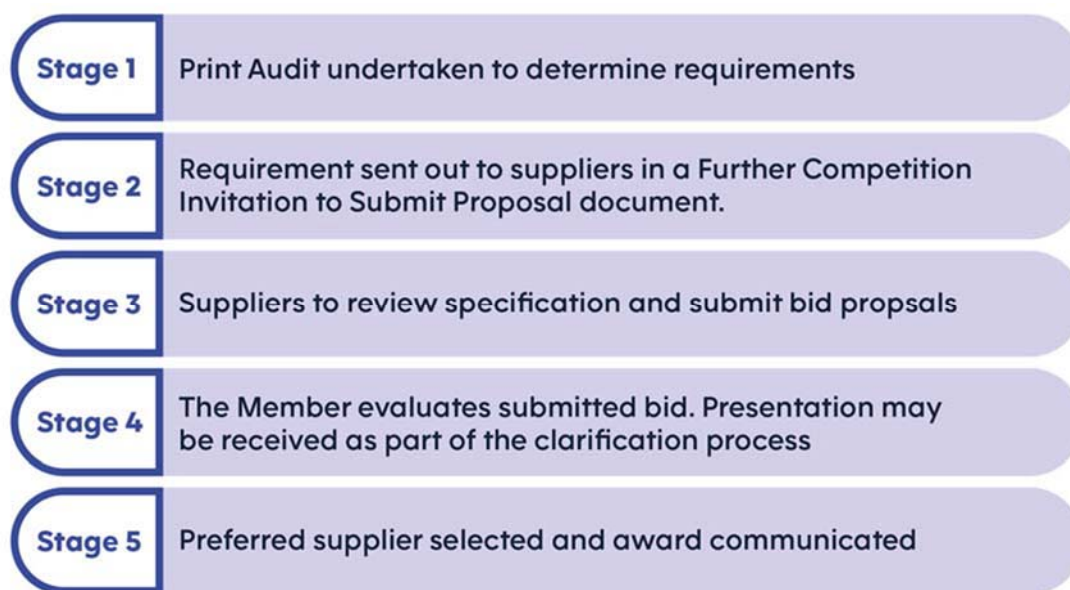 Stage 1
Print Audit undertaken to determine requirements
Stage 2
Requirement sent out to suppliers in a Further Competition
Invitation to Submit Proposal document.
Stage 3
Suppliers to review specification and submit bid propsals
Stage 4
The Member evaluates submitted bid. Presentation may
be received as part of the clarification process
Stage 5
Preferred supplier selected and award communicated